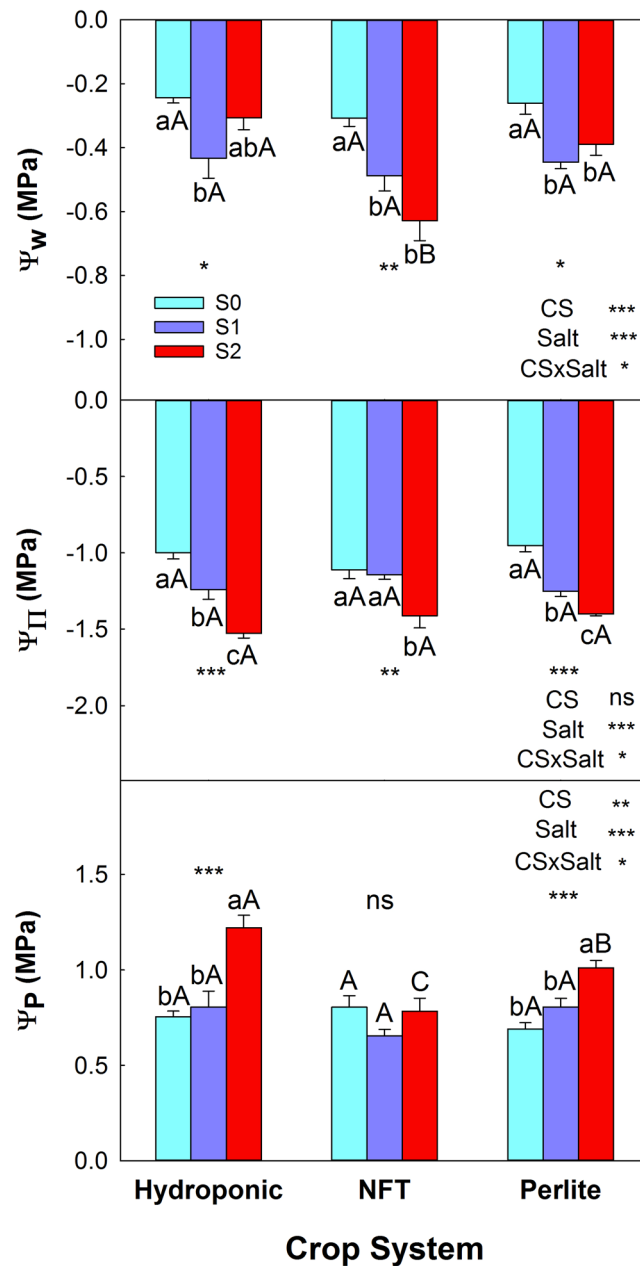 0.0
-0.2
-0.4
-0.6
-0.8
-1.0
Ψw (MPa)
aA bA abA
aA bA bB
aA bA bA
* ** *
S0
S1
S2
CS ***
Salt ***
CSxSalt *
0.0
-0.5
-1.0
-1.5
-2.0
ΨΠ (MPa)
aA bA cA
aA aA bA
aA bA cA
*** ** ***
CS ns
Salt ***
CSxSalt *
CS **
Salt ***
CSxSalt *
1.5
1.0
0.5
0.0
ΨP (MPa)
*** ns ***
bA bA aA
A A C
bA bA aB
Hydroponic NFT Perlite
Crop System